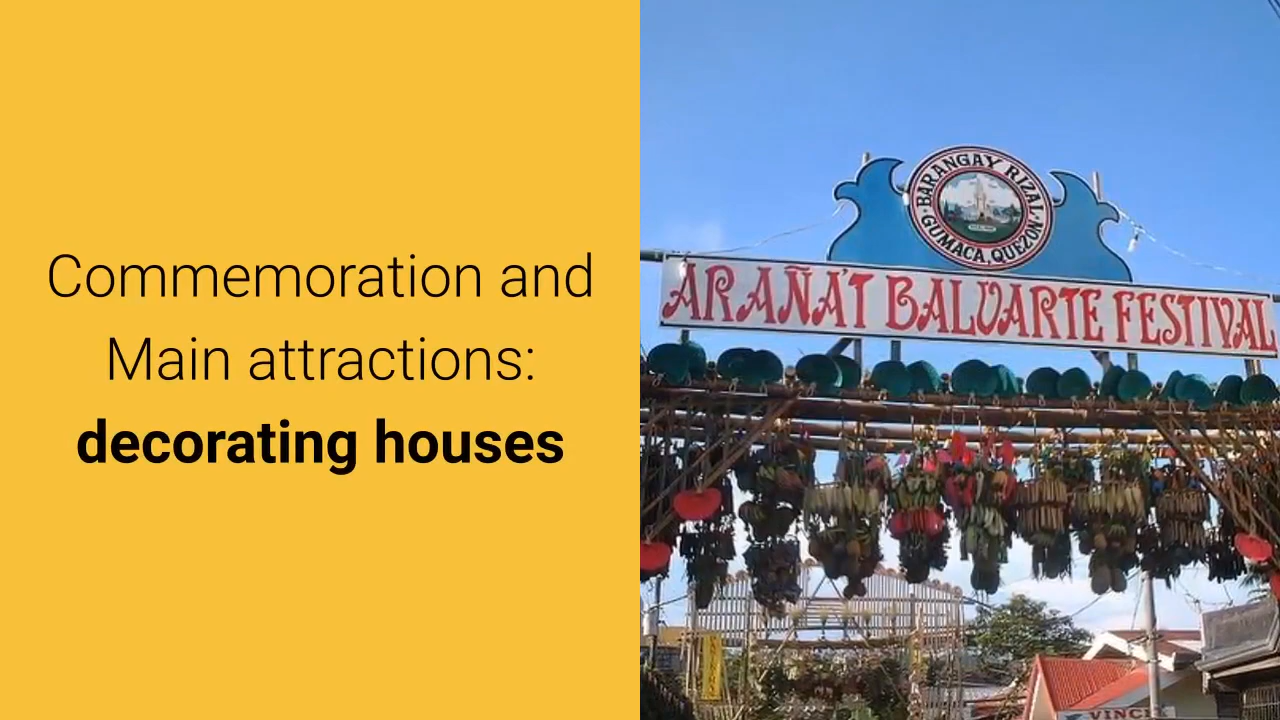 Commemoration and
Main attractions:
decorating houses
BARANGAY RIZAL
GUMACA, QUEZON
ARAÑA'T BALUARTE FESTIVAL